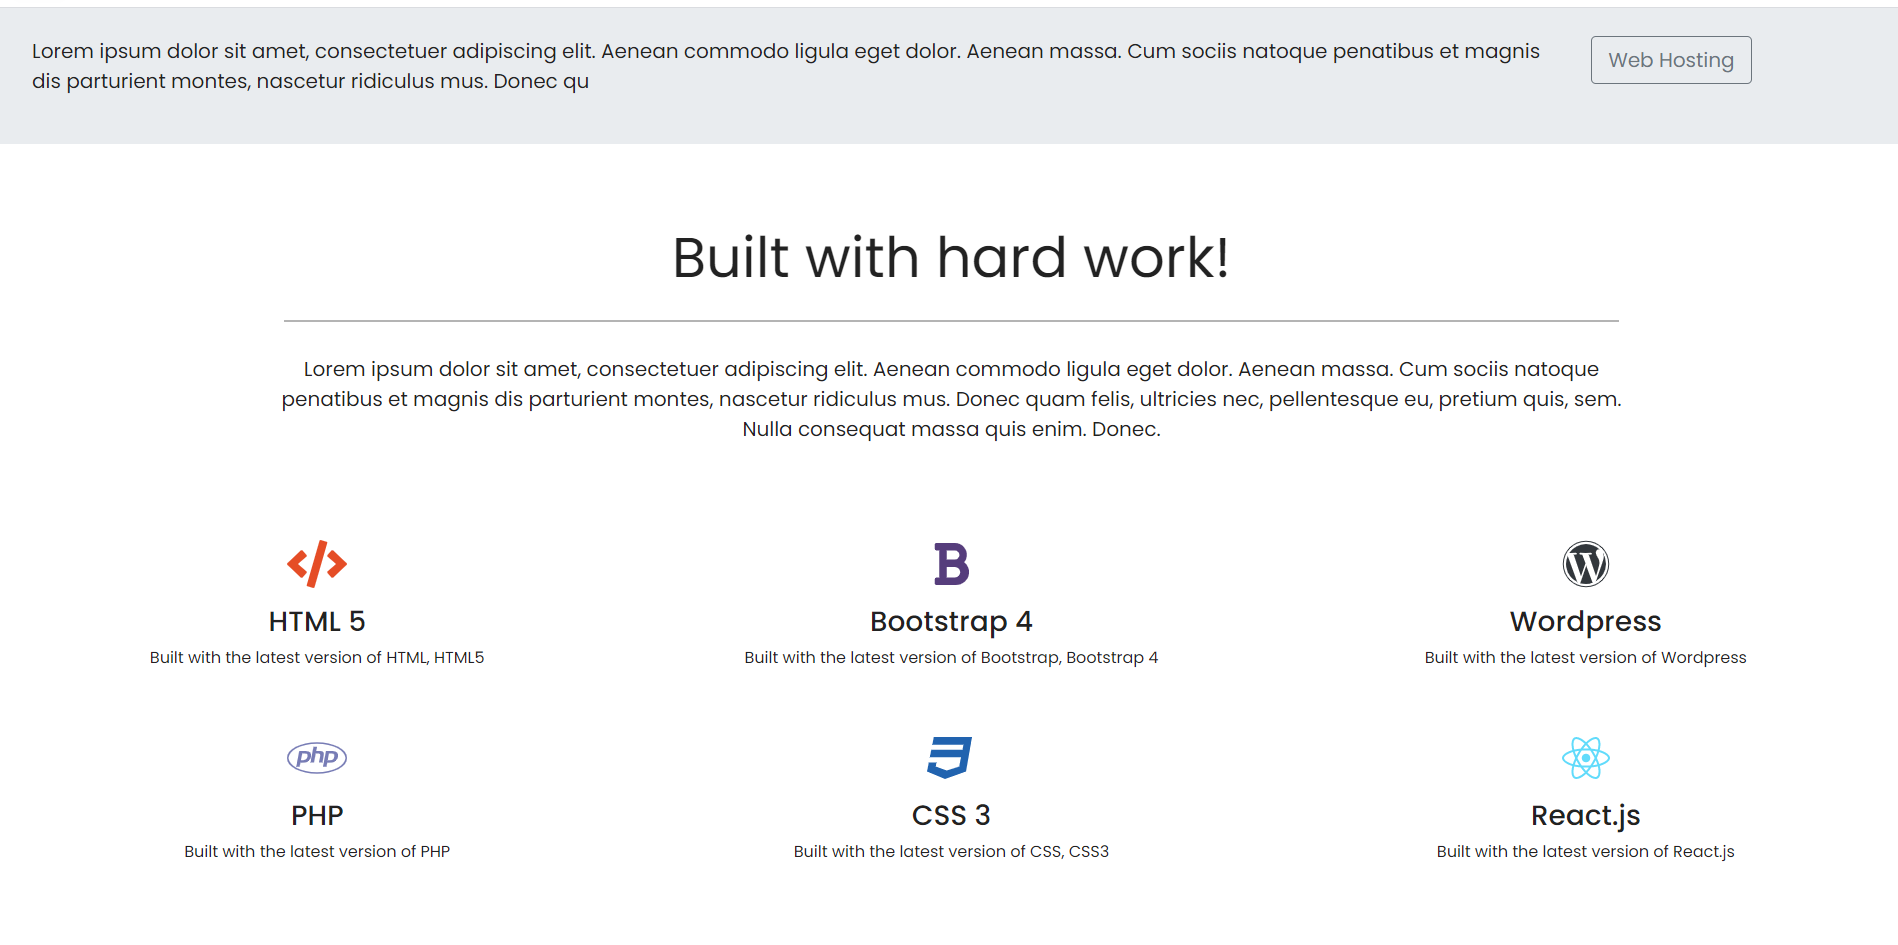 Lorem ipsum dolor sit amet, consectetuer adipiscing elit. Aenean commodo ligula eget dolor. Aenean massa. Cum sociis natoque penatibus et magnis
dis parturient montes, nascetur ridiculus mus. Donec qu
Web Hosting
Built with hard work!
Lorem ipsum dolor sit amet, consectetuer adipiscing elit. Aenean commodo ligula eget dolor. Aenean massa. Cum sociis natoque
penatibus et magnis dis parturient montes, nascetur ridiculus mus. Donec quam felis, ultricies nec, pellentesque eu, pretium quis, sem.
Nulla consequat massa quis enim. Donec.
</>
HTML 5
Built with the latest version of HTML, HTML5
B
Bootstrap 4
Built with the latest version of Bootstrap, Bootstrap 4
W
Wordpress
Built with the latest version of Wordpress
php
PHP
Built with the latest version of PHP
CSS 3
Built with the latest version of CSS, CSS3
React.js
Built with the latest version of React.js